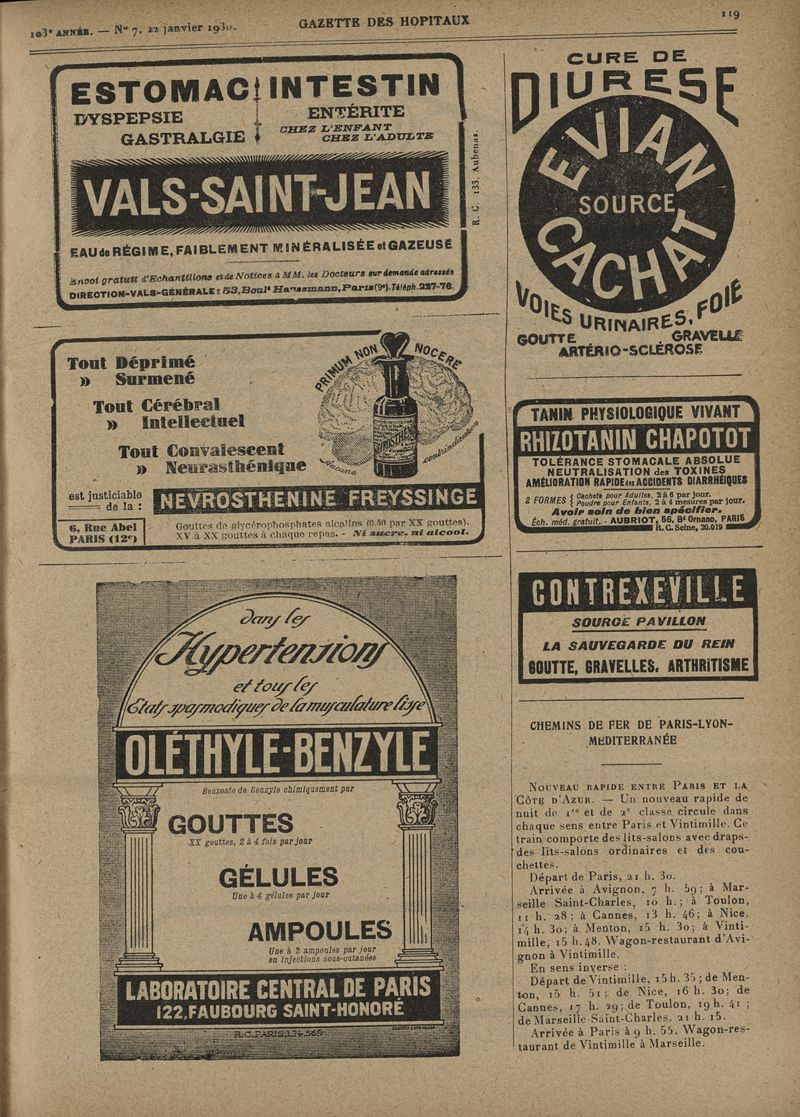 103e ANNÉE. — No 7. 22 janvier 1930.
GAZETTE DES HOPITAUX
119
ESTOMAC
INTESTIN
DYSPEPSIE
GASTRALGIE
ENTÉRITE
CHEZ L'ENFANT
CHEZ L'ADULTE
VALS-SAINT-JEAN
EAU de RÉGIME, FAIBLEMENT MINÉRALISÉE et GAZEUSE
Envoi gratuit d'Echantillons et de Notices à MM. les Docteurs sur demande adressée
DIRECTION-VALS-GÉNÉRALE: 53, Boulᵈ Haussmann, Paris (9e). Téléph. 227-76.
R. C. 133, Aubenas.
Tout Déprimé
» Surmené
Tout Cérébral
» Intellectuel
Tout Convalescent
» Neurasthénique
PRIMUM NON NOCERE
NEVROSTHÉNINE
Aucune contrindication
est justiciable
de la :
NEVROSTHENINE FREYSSINGE
6, Rue Abel
PARIS (12e)
Gouttes de glycérophosphates alcalins (0.40 par XX gouttes).
XV à XX gouttes à chaque repas. - Ni sucre, ni alcool.
dans les
Hypertensions
et tous les
États spasmodiques de la musculature lisse
OLÉTHYLE-BENZYLE
Benzoate de Benzyle chimiquement pur
GOUTTES
XX gouttes, 2 à 4 fois par jour
GÉLULES
Une à 4 gélules par jour
AMPOULES
Une à 2 ampoules par jour
en injections sous-cutanées
LABORATOIRE CENTRAL DE PARIS
122, FAUBOURG SAINT-HONORÉ
R.C. PARIS, 134.569
CURE DE
DIURESE
EVIAN
SOURCE
CACHAT
VOIES URINAIRES, FOIE
GOUTTE GRAVELLE
ARTÉRIO-SCLÉROSE
TANIN PHYSIOLOGIQUE VIVANT
RHIZOTANIN CHAPOTOT
TOLÉRANCE STOMACALE ABSOLUE
NEUTRALISATION des TOXINES
AMÉLIORATION RAPIDE des ACCIDENTS DIARRHÉIQUES
2 FORMES { Cachets pour Adultes, 2 à 6 par jour.
Poudre pour Enfants, 2 à 4 mesures par jour.
Avoir soin de bien spécifier.
Éch. méd. gratuit. - AUBRIOT, 56, Bᵈ Ornano, PARIS
R. C. Seine, 20.019
CONTREXEVILLE
SOURCE PAVILLON
LA SAUVEGARDE DU REIN
GOUTTE, GRAVELLES, ARTHRITISME
CHEMINS DE FER DE PARIS-LYON-
MEDITERRANÉE
NOUVEAU RAPIDE ENTRE PARIS ET LA
CÔTE D'AZUR. — Un nouveau rapide de
nuit de 1re et de 2e classe circule dans
chaque sens entre Paris et Vintimille. Ce
train comporte des lits-salons avec draps-
des lits-salons ordinaires et des cou-
chettes.
Départ de Paris, 21 h. 30.
Arrivée à Avignon, 7 h. 59; à Mar-
seille Saint-Charles, 10 h.; à Toulon,
11 h. 28; à Cannes, 13 h. 46; à Nice,
14 h. 30; à Menton, 15 h. 30; à Vinti-
mille, 15 h. 48. Wagon-restaurant d'Avi-
gnon à Vintimille.
En sens inverse :
Départ de Vintimille, 15 h. 35; de Men-
ton, 15 h. 51; de Nice, 16 h. 30; de
Cannes, 17 h. 29; de Toulon, 19 h. 41;
de Marseille Saint-Charles, 21 h. 15.
Arrivée à Paris à 9 h. 55. Wagon-res-
taurant de Vintimille à Marseille.